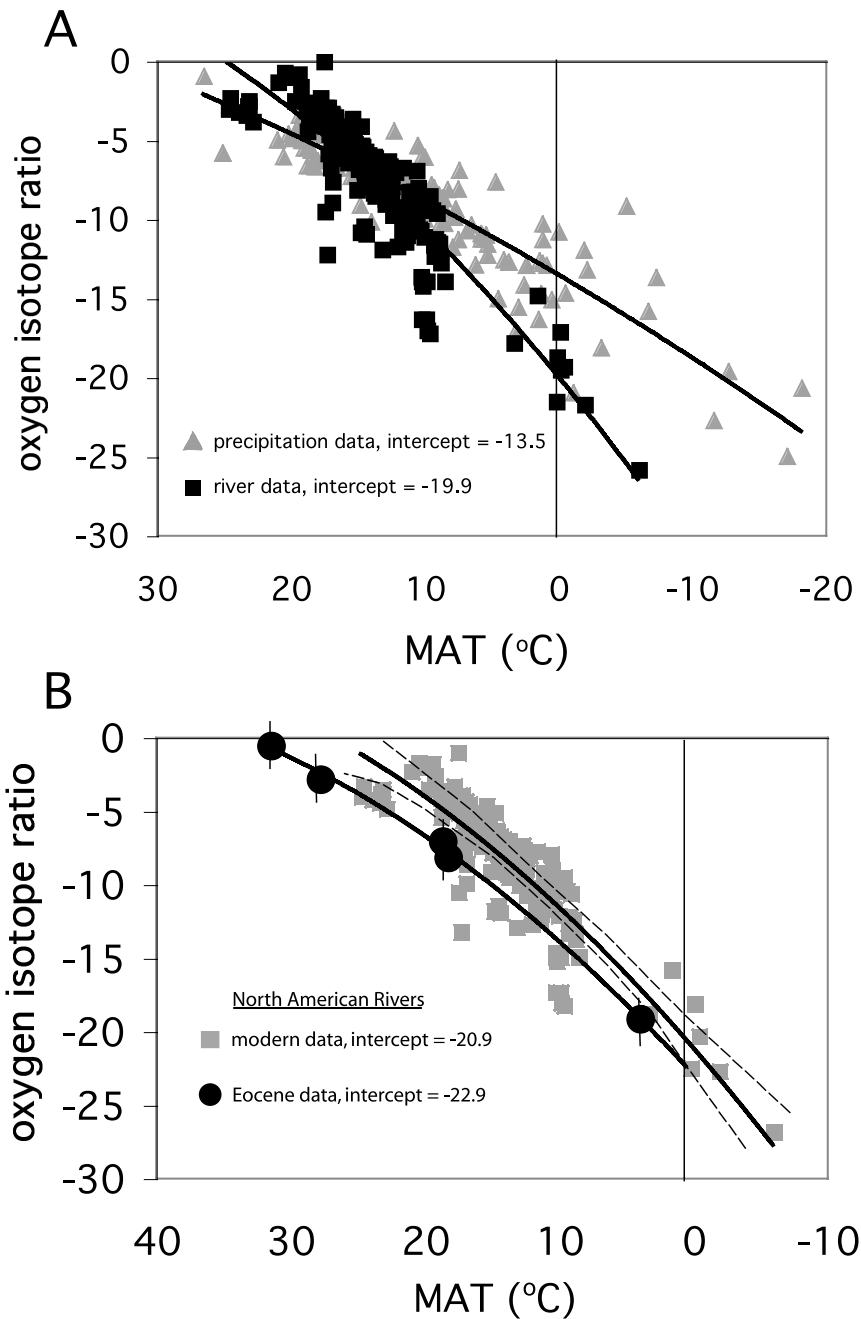 A
0
-5
-10
-15
-20
-25
-30
oxygen isotope ratio
precipitation data, intercept = -13.5
river data, intercept = -19.9
30 20 10 0 -10 -20
MAT (ºC)
B
0
-5
-10
-15
-20
-25
-30
oxygen isotope ratio
North American Rivers
modern data, intercept = -20.9
Eocene data, intercept = -22.9
40 30 20 10 0 -10
MAT (ºC)